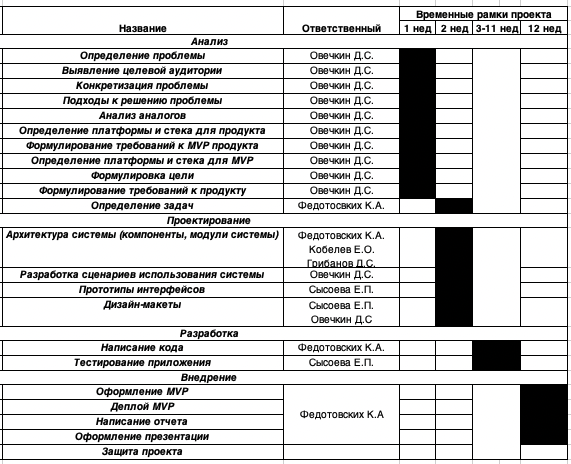 Временные рамки проекта
Название Ответственный 1 нед 2 нед 3-11 нед 12 нед
Анализ
Определение проблемы Овечкин Д.С.
Выявление целевой аудитории Овечкин Д.С.
Конкретизация проблемы Овечкин Д.С.
Подходы к решению проблемы Овечкин Д.С.
Анализ аналогов Овечкин Д.С.
Определение платформы и стека для продукта Овечкин Д.С.
Формулирование требований к MVP продукта Овечкин Д.С.
Определение платформы и стека для MVP Овечкин Д.С.
Формулировка цели Овечкин Д.С.
Формулирование требований к продукту Овечкин Д.С.
Определение задач Федотосвких К.А.
Проектирование
Архитектура системы (компоненты, модули системы) Федотовских К.А.
Кобелев Е.О.
Грибанов Д.С.
Разработка сценариев использования системы Овечкин Д.С.
Прототипы интерфейсов Сысоева Е.П.
Дизайн-макеты Сысоева Е.П.
Овечкин Д.С
Разработка
Написание кода Федотовских К.А.
Тестирование приложения Сысоева Е.П.
Внедрение
Оформление MVP
Деплой MVP
Федотовских К.А
Написание отчета
Оформление презентации
Защита проекта